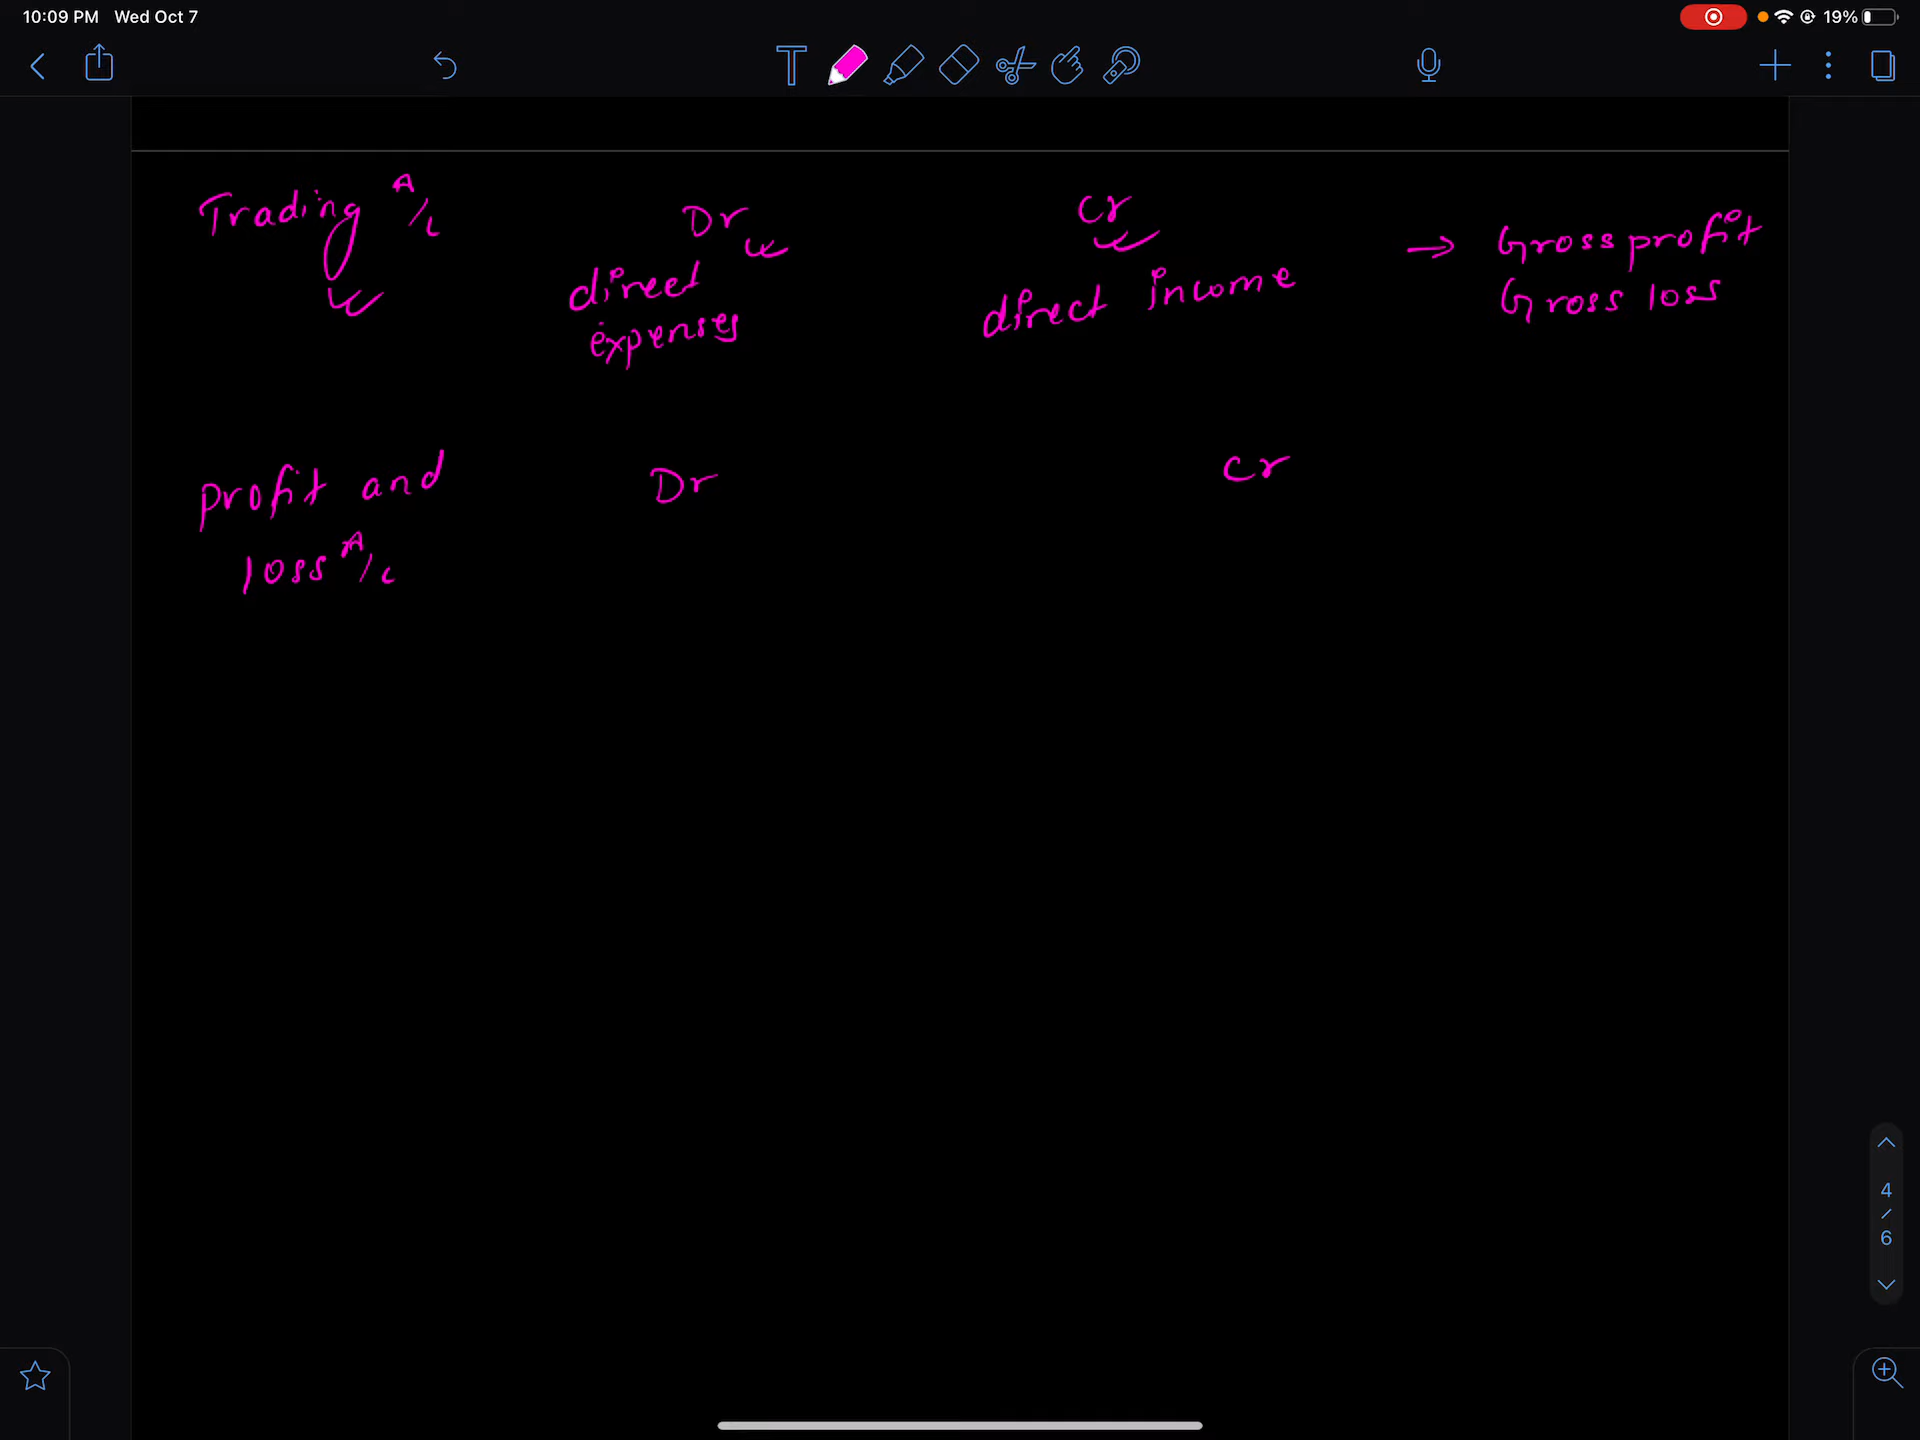 10:09 PM Wed Oct 7
19%
T
Trading A/c Dr Cr
direct expenses direct income → Gross profit
Gross loss
profit and Dr Cr
loss A/c
4
/
6